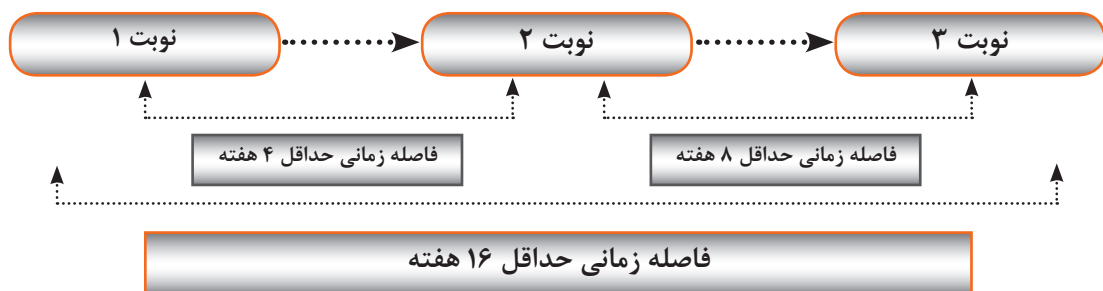 نوبت ۱
نوبت ۲
نوبت ۳
فاصله زمانی حداقل ۴ هفته
فاصله زمانی حداقل ۸ هفته
فاصله زمانی حداقل ۱۶ هفته